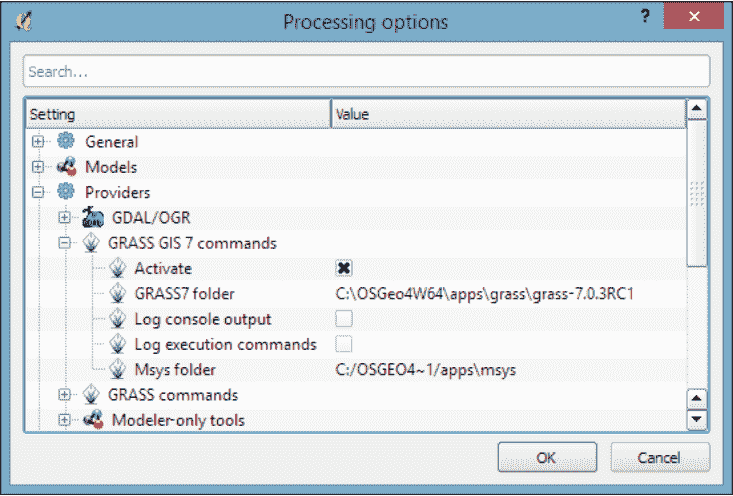 Processing options
?
Search...
Setting Value
General
Models
Providers
GDAL/OGR
GRASS GIS 7 commands
Activate
GRASS7 folder C:\OSGeo4W64\apps\grass\grass-7.0.3RC1
Log console output
Log execution commands
Msys folder C:/OSGEO4~1/apps\msys
GRASS commands
Modeler-only tools
OK Cancel